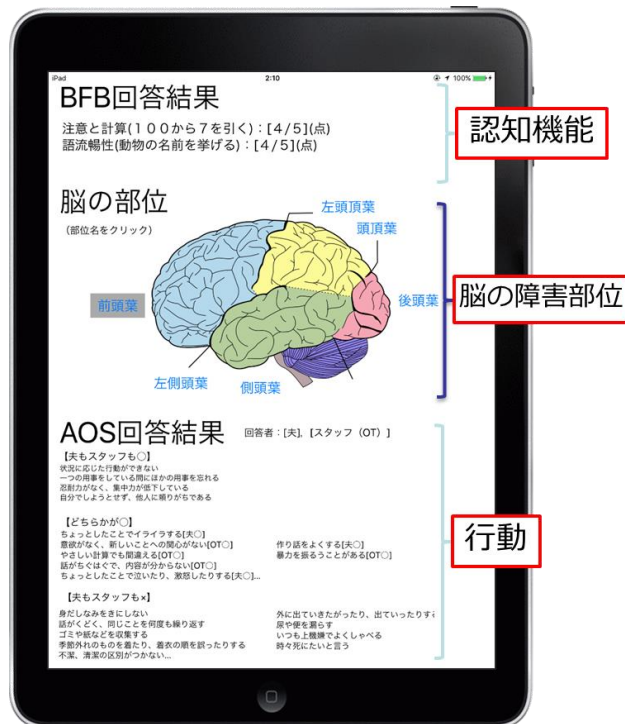 iPad 2:10 100%
BFB回答結果
注意と計算(１００から７を引く):[４/５](点)
語流暢性(動物の名前を挙げる):[４/５](点)
認知機能
脳の部位
(部位名をクリック)
左頭頂葉
頭頂葉
前頭葉
後頭葉
脳の障害部位
左側頭葉
側頭葉
AOS回答結果 回答者：[夫],【スタッフ（OT）]
【夫もスタッフも○】
状況に応じた行動ができない
一つの用事をしている間にほかの用事を忘れる
忍耐力がなく、集中力が低下している
自分でしようとせず、他人に頼りがちである
行動
【どちらかが○】
ちょっとしたことでイライラする[夫○]
意欲がなく、新しいことへの関心がない[OT○]
やさしい計算でも間違える[OT○]
話がちぐはぐで、内容が分からない[OT○]
ちょっとしたことで泣いたり、激怒したりする[夫○]...
作り話をよくする[夫○]
暴力を振るうことがある[OT○]
【夫もスタッフも×】
身だしなみをきにしない
話がくどく、同じことを何度も繰り返す
ゴミや紙などを収集する
季節外れのものを着たり、着衣の順を誤ったりする
不潔、清潔の区別がつかない...
外に出ていきたがったり、出ていったりす
尿や便を漏らす
いつも上機嫌でよくしゃべる
時々死にたいと言う